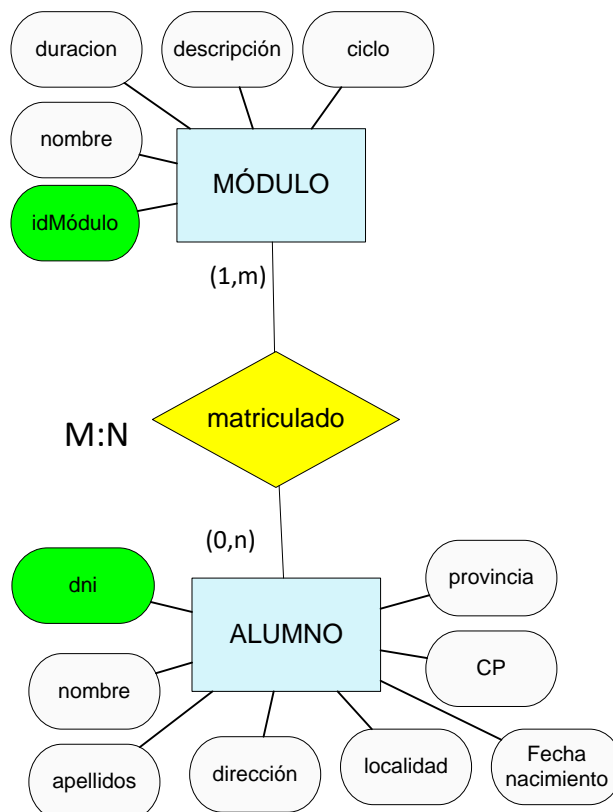 duracion
descripción
ciclo
nombre
MÓDULO
idMódulo
(1,m)
matriculado
M:N
(0,n)
dni
provincia
ALUMNO
nombre
CP
apellidos
dirección
localidad
Fecha
nacimiento